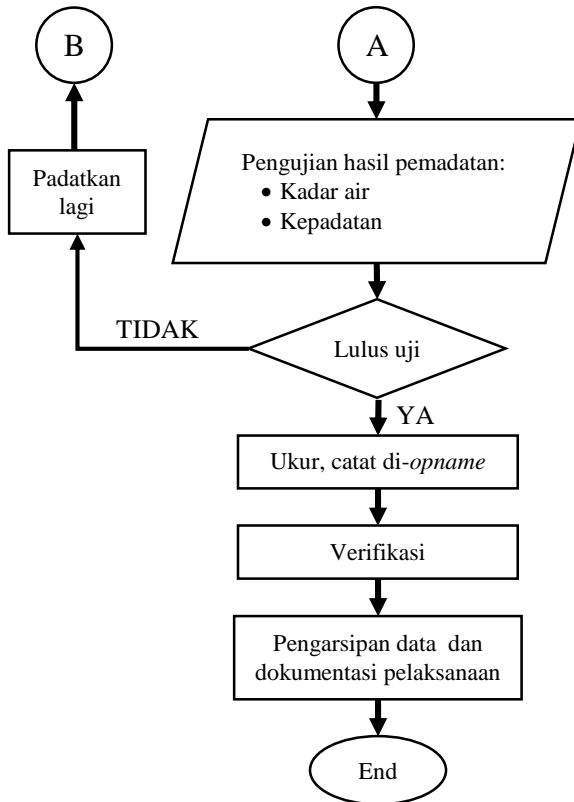 B
A
Pengujian hasil pemadatan:
• Kadar air
• Kepadatan
Padatkan
lagi
TIDAK
Lulus uji
YA
Ukur, catat di-opname
Verifikasi
Pengarsipan data dan
dokumentasi pelaksanaan
End